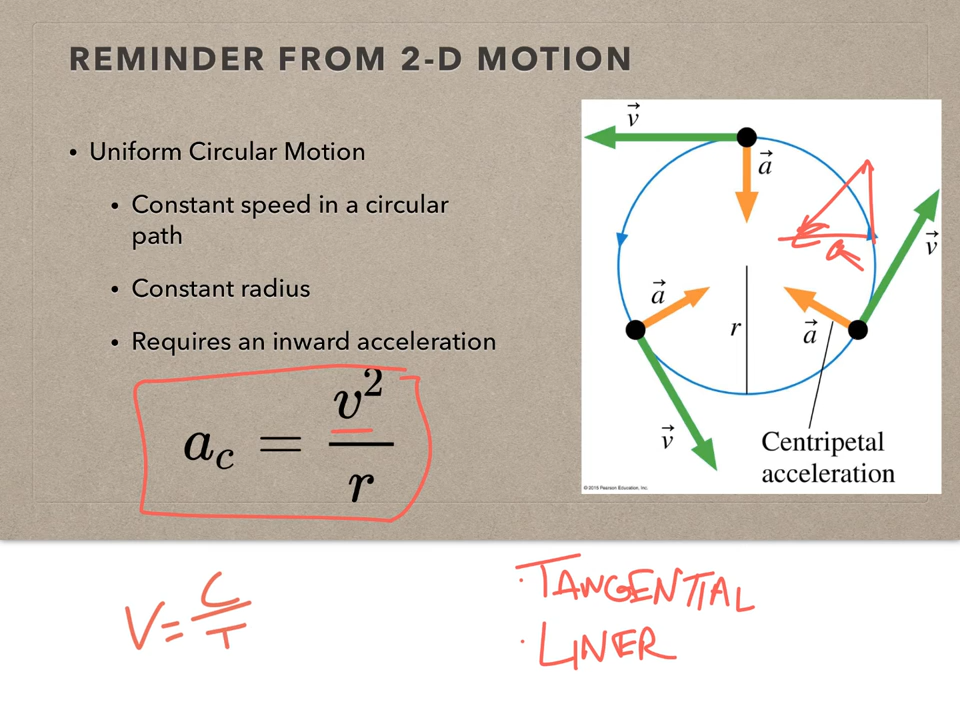 REMINDER FROM 2-D MOTION
• Uniform Circular Motion
• Constant speed in a circular
path
• Constant radius
• Requires an inward acceleration
a_c = v²/r
v⃗
a⃗
v⃗
a⃗
r
a⃗
v⃗
Centripetal
acceleration
© 2015 Pearson Education, Inc.
V = C/T
· TANGENTIAL
· LINER